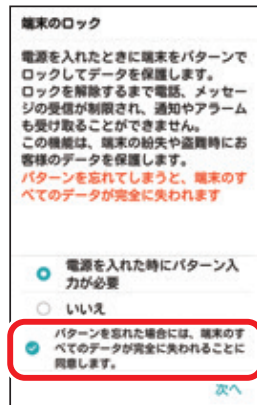 端末のロック
電源を入れたときに端末をパターンで
ロックしてデータを保護します。
ロックを解除するまで電話、メッセー
ジの受信が制限され、通知やアラーム
も受け取ることができません。
この機能は、端末の紛失や盗難時にお
客様のデータを保護します。
パターンを忘れてしまうと、端末のす
べてのデータが完全に失われます
電源を入れた時にパターン入
力が必要
いいえ
パターンを忘れた場合には、端末のす
べてのデータが完全に失われることに
同意します。
次へ